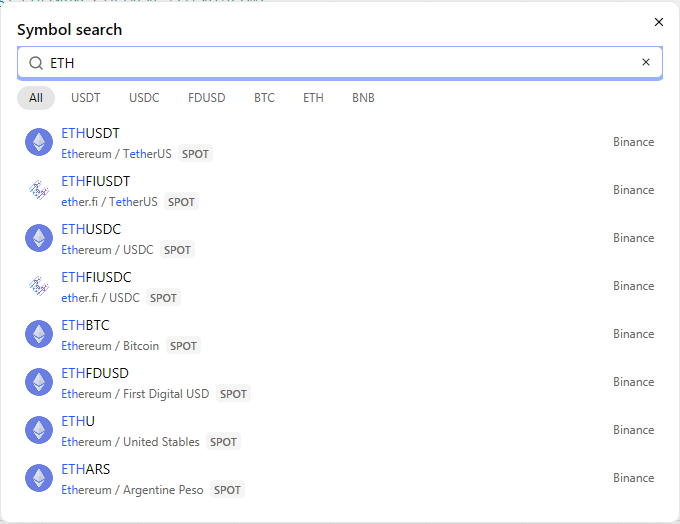 Symbol search
ETH
All USDT USDC FDUSD BTC ETH BNB
ETHUSDT
Ethereum / TetherUS SPOT Binance
ETHFIUSDT
ether.fi / TetherUS SPOT Binance
ETHUSDC
Ethereum / USDC SPOT Binance
ETHFIUSDC
ether.fi / USDC SPOT Binance
ETHBTC
Ethereum / Bitcoin SPOT Binance
ETHFDUSD
Ethereum / First Digital USD SPOT Binance
ETHU
Ethereum / United Stables SPOT Binance
ETHARS
Ethereum / Argentine Peso SPOT Binance